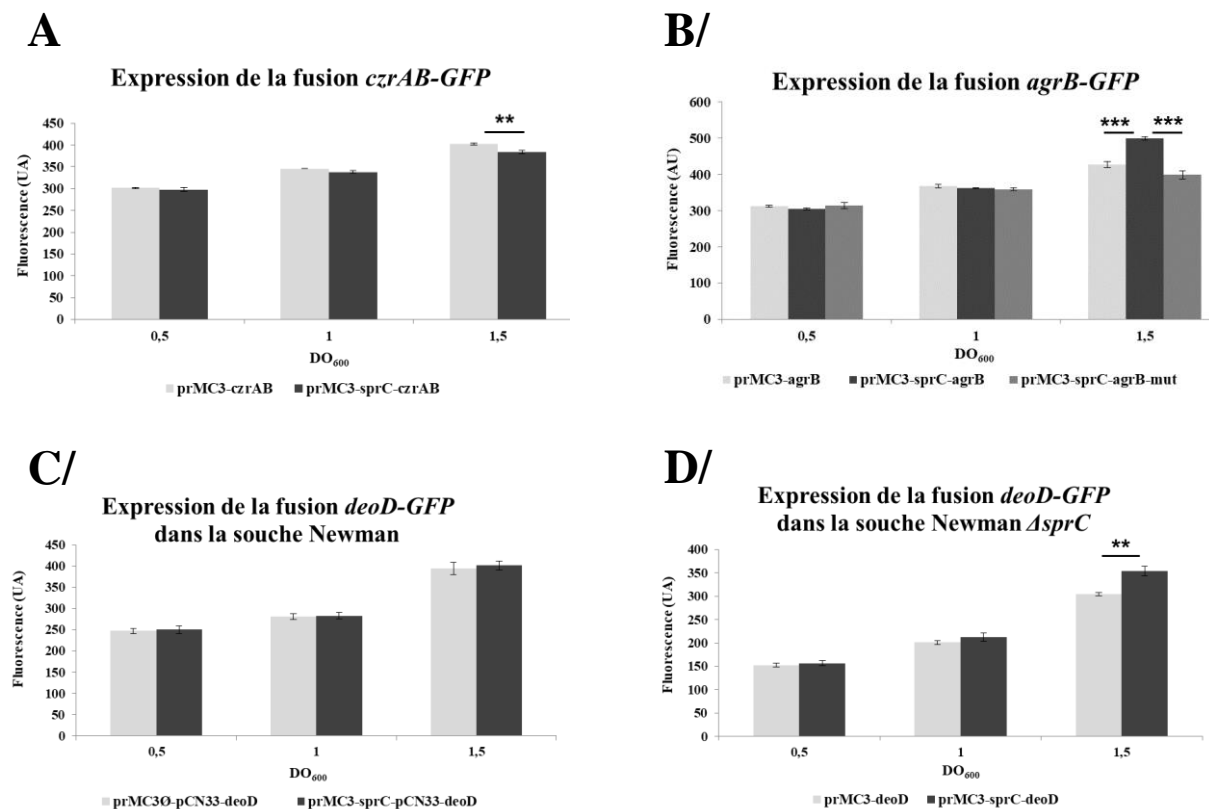 A
Expression de la fusion czrAB-GFP
Fluorescence (UA)
450
400
350
300
250
200
150
100
50
0
**
0,5
1
1,5
DO600
prMC3-czrAB
prMC3-sprC-czrAB
B/
Expression de la fusion agrB-GFP
Fluorescence (AU)
600
500
400
300
200
100
0
***
***
0,5
1
1,5
DO600
prMC3-agrB
prMC3-sprC-agrB
prMC3-sprC-agrB-mut
C/
Expression de la fusion deoD-GFP
dans la souche Newman
Fluorescence (UA)
450
400
350
300
250
200
150
100
50
0
0,5
1
1,5
DO600
prMC3Ø-pCN33-deoD
prMC3-sprC-pCN33-deoD
D/
Expression de la fusion deoD-GFP
dans la souche Newman ΔsprC
Fluorescence (UA)
400
350
300
250
200
150
100
50
0
**
0,5
1
1,5
DO600
prMC3-deoD
prMC3-sprC-deoD